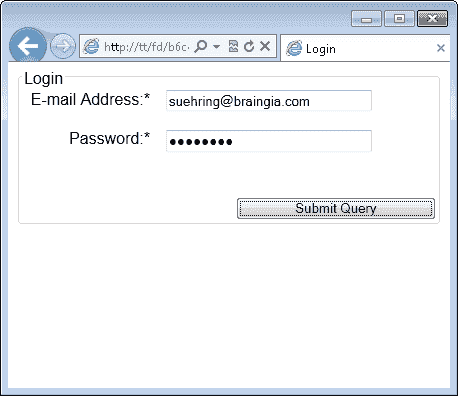 http://tt/fd/b6c
Login
Login
E-mail Address:*
suehring@braingia.com
Password:*
••••••••
Submit Query